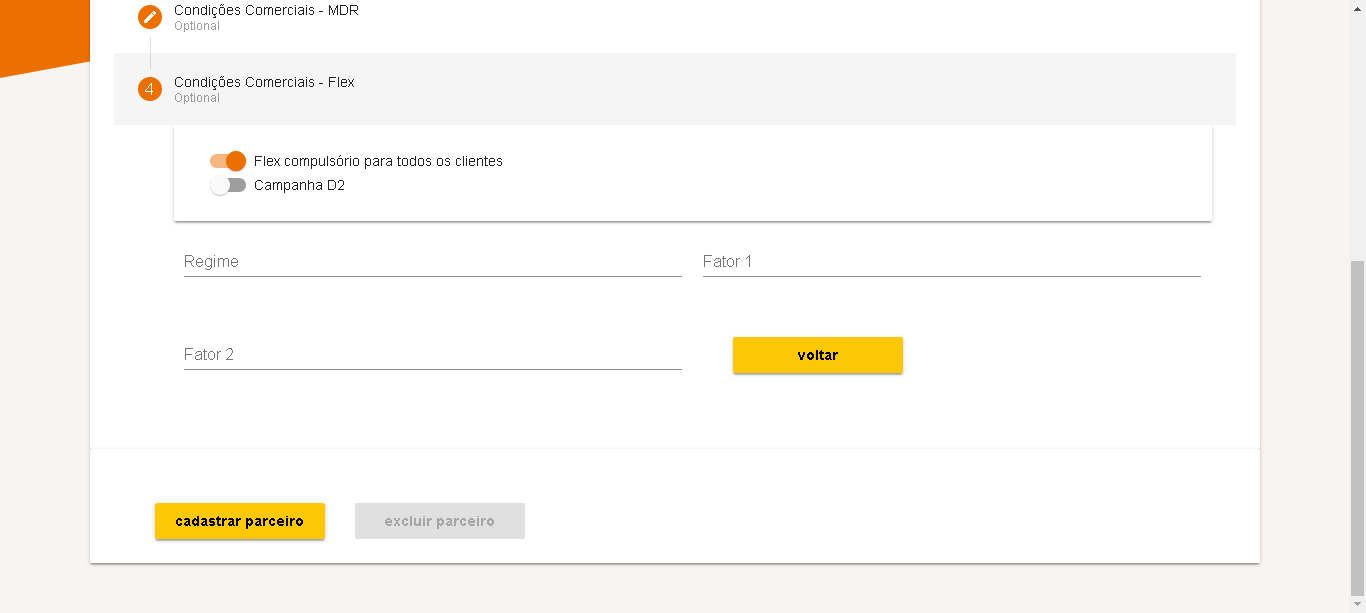 Condições Comerciais - MDR
Optional
4
Condições Comerciais - Flex
Optional
Flex compulsório para todos os clientes
Campanha D2
Regime
Fator 1
Fator 2
voltar
cadastrar parceiro
excluir parceiro